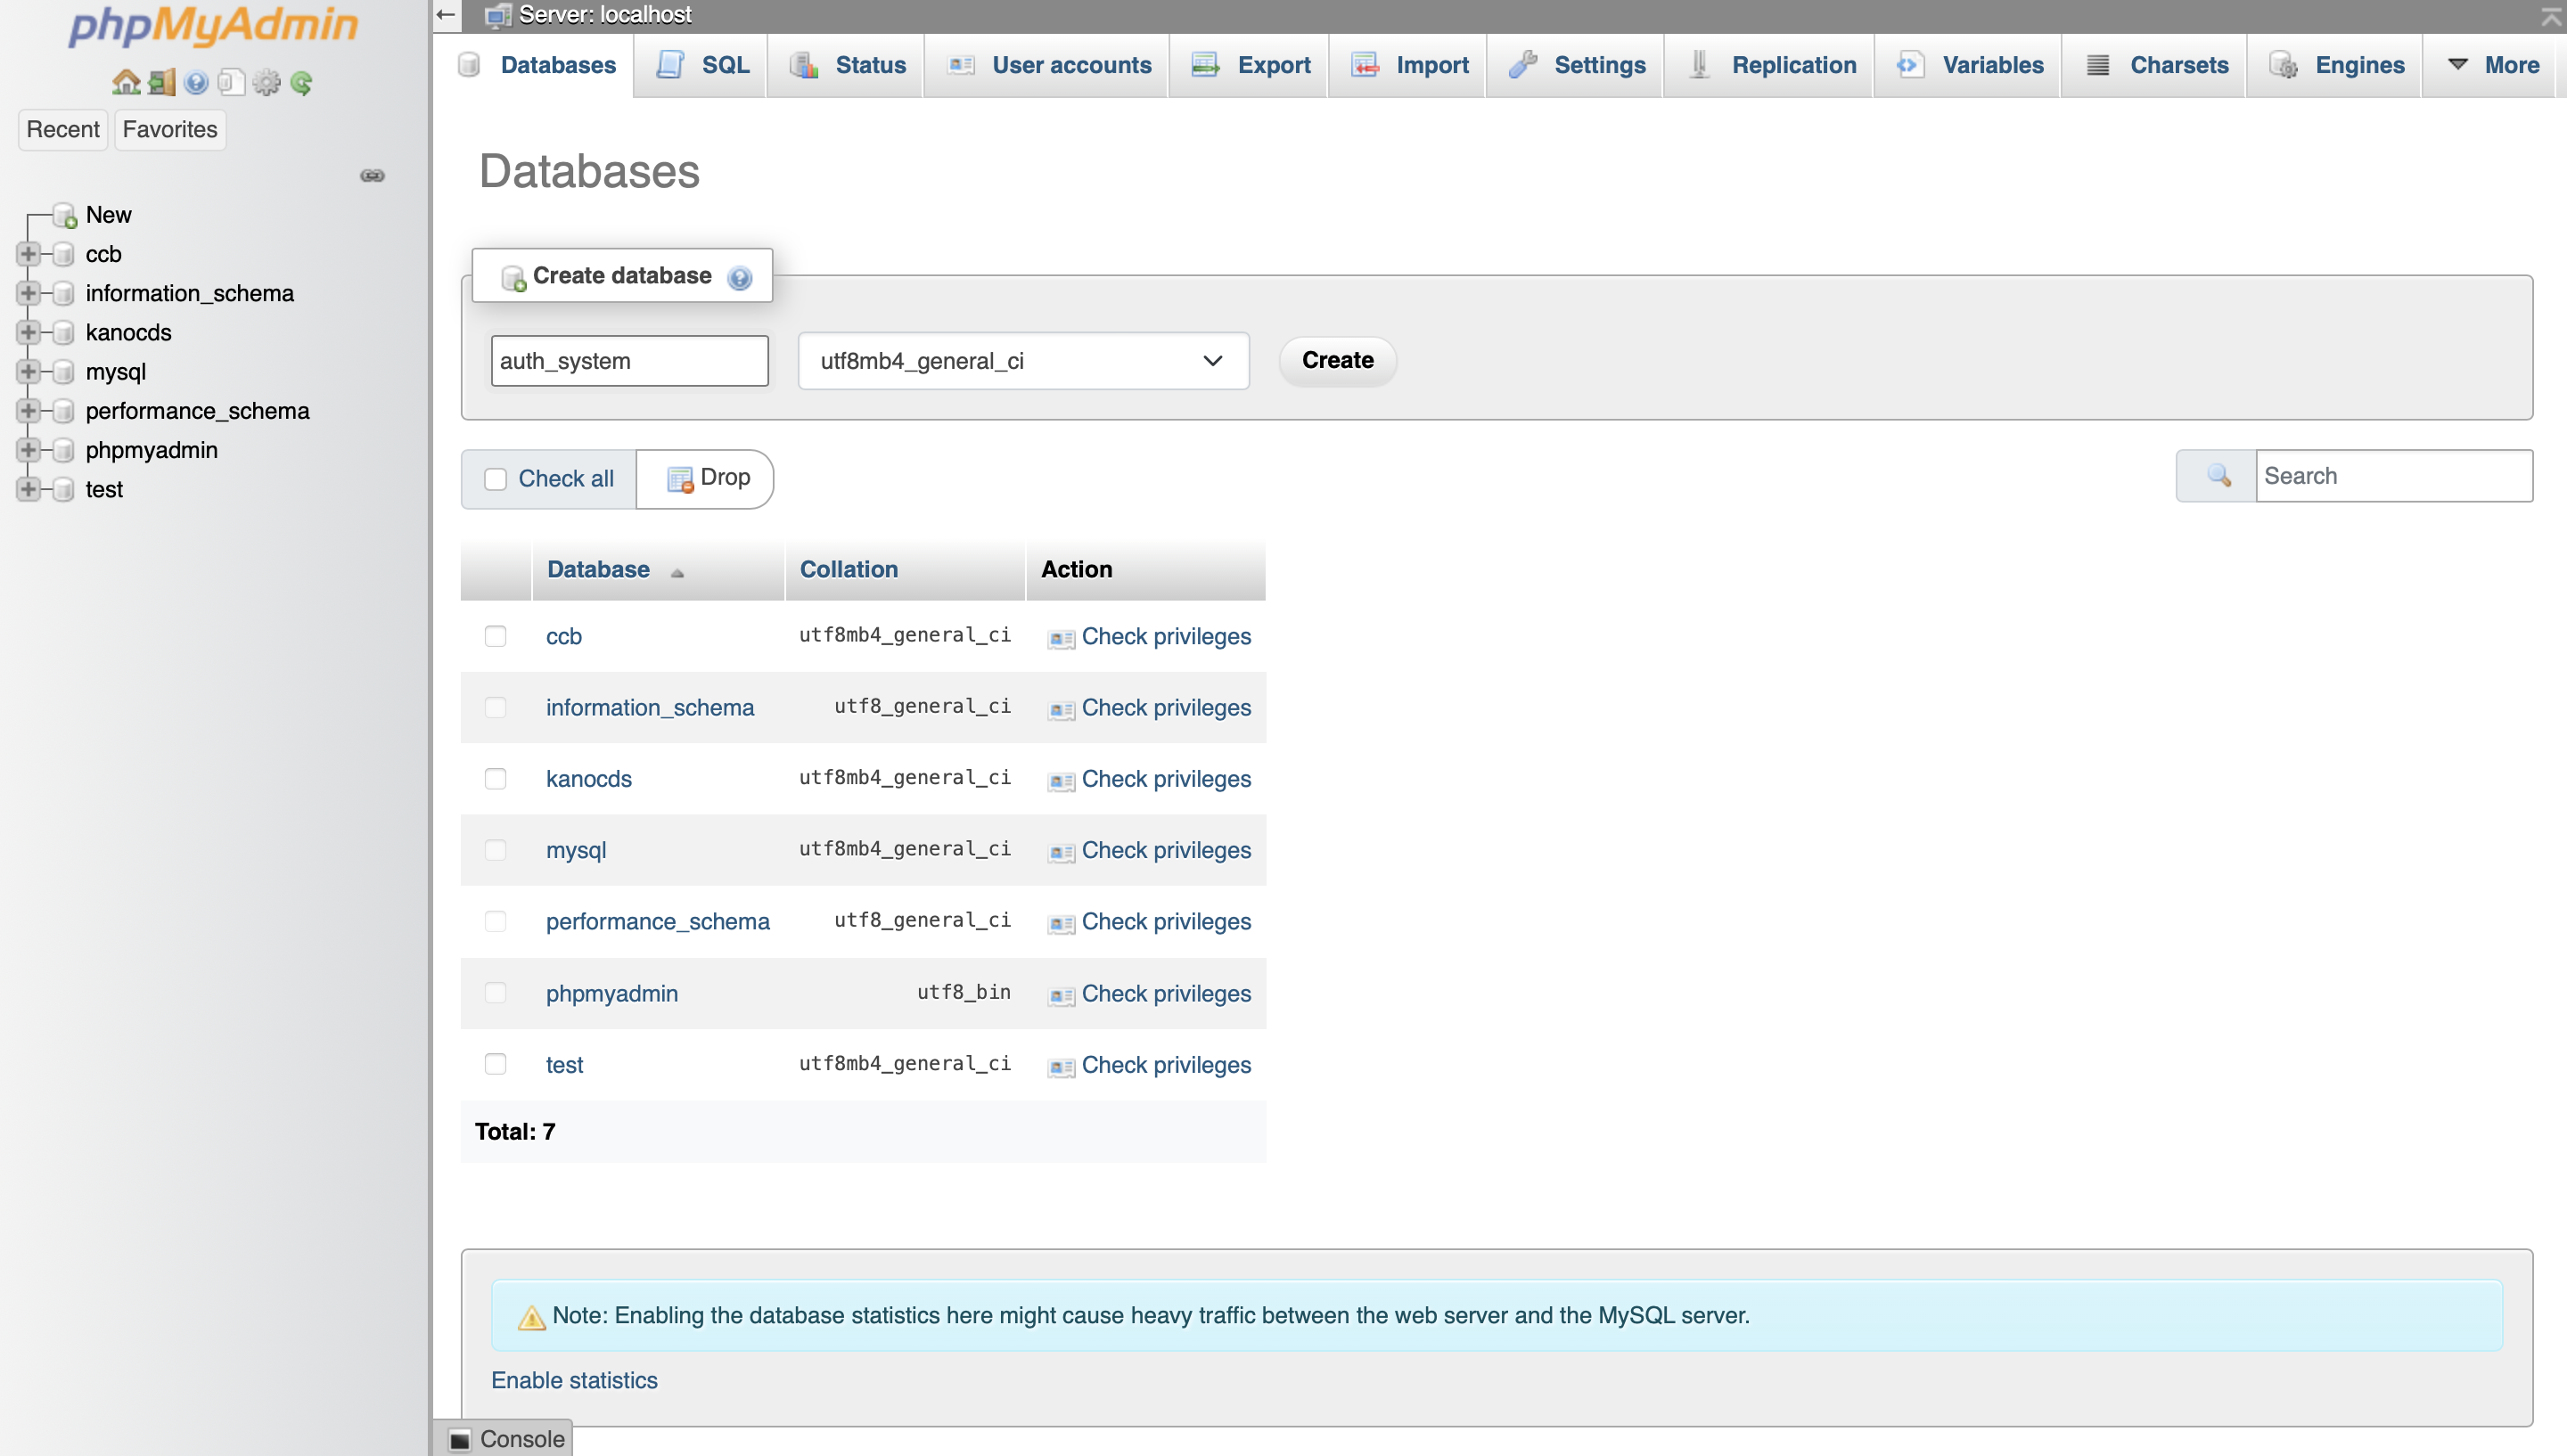 phpMyAdmin
Recent Favorites
New
ccb
information_schema
kanocds
mysql
performance_schema
phpmyadmin
test
Server: localhost
Databases SQL Status User accounts Export Import Settings Replication Variables Charsets Engines More
Databases
Create database
auth_system utf8mb4_general_ci Create
Check all Drop Search
Database Collation Action
ccb utf8mb4_general_ci Check privileges
information_schema utf8_general_ci Check privileges
kanocds utf8mb4_general_ci Check privileges
mysql utf8mb4_general_ci Check privileges
performance_schema utf8_general_ci Check privileges
phpmyadmin utf8_bin Check privileges
test utf8mb4_general_ci Check privileges
Total: 7
Note: Enabling the database statistics here might cause heavy traffic between the web server and the MySQL server.
Enable statistics
Console